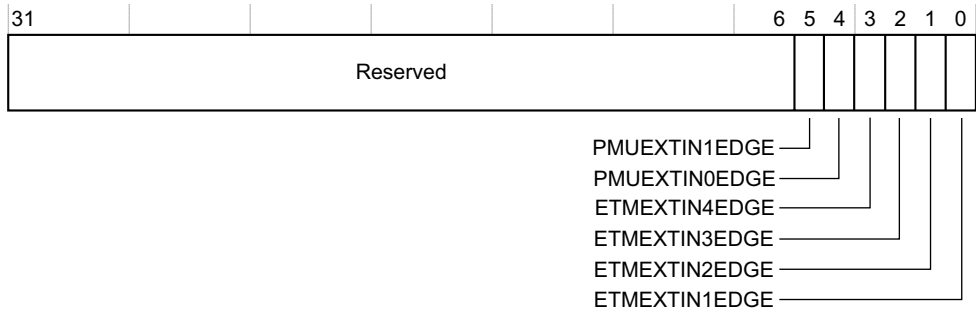 31 6 5 4 3 2 1 0
Reserved
PMUEXTIN1EDGE
PMUEXTIN0EDGE
ETMEXTIN4EDGE
ETMEXTIN3EDGE
ETMEXTIN2EDGE
ETMEXTIN1EDGE